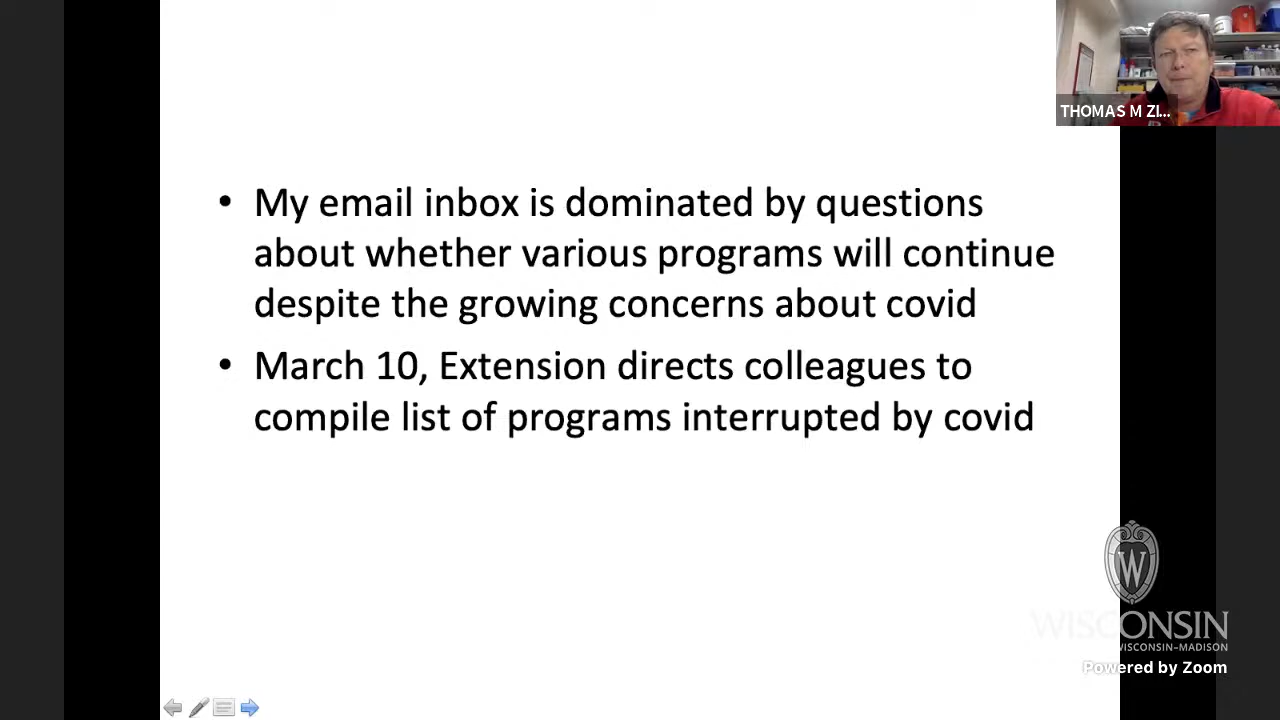 THOMAS M ZI...
• My email inbox is dominated by questions
about whether various programs will continue
despite the growing concerns about covid
• March 10, Extension directs colleagues to
compile list of programs interrupted by covid
W
WISCONSIN
WISCONSIN–MADISON
Powered by Zoom